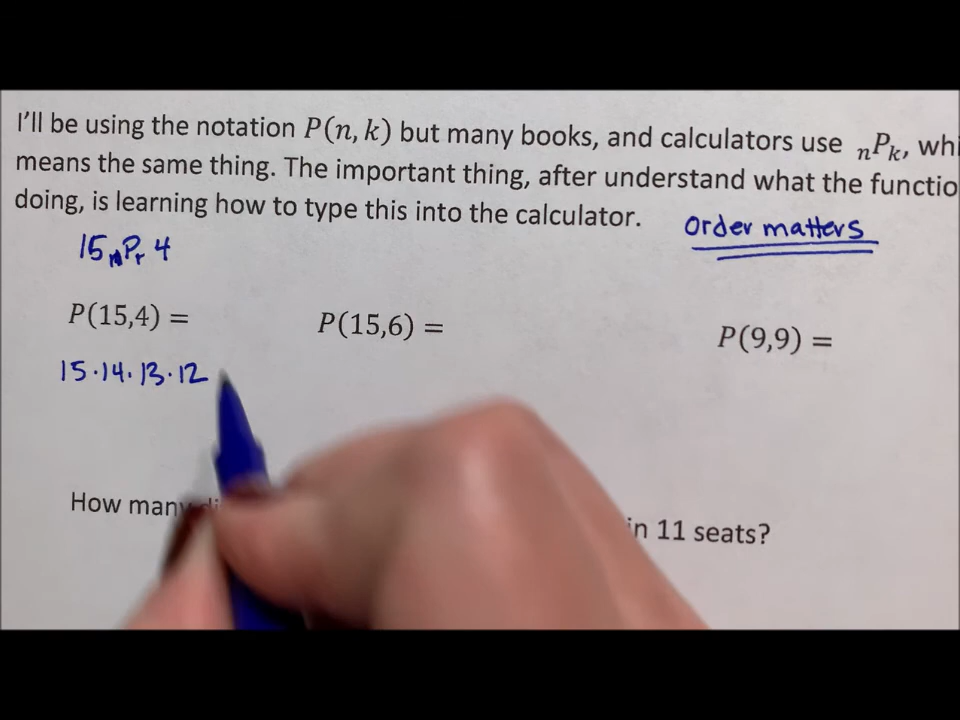 I'll be using the notation P(n, k) but many books, and calculators use ₙPₖ, whi
means the same thing. The important thing, after understand what the functio
doing, is learning how to type this into the calculator.
Order matters
15 nPr 4
P(15,4) =
P(15,6) =
P(9,9) =
15·14·13·12
How many
in 11 seats?